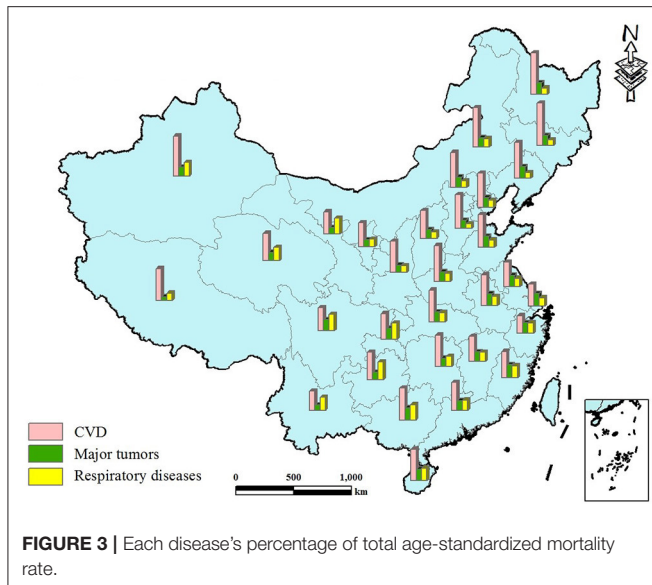 N
CVD
Major tumors
Respiratory diseases
0 500 1,000
km
FIGURE 3 | Each disease's percentage of total age-standardized mortality
rate.